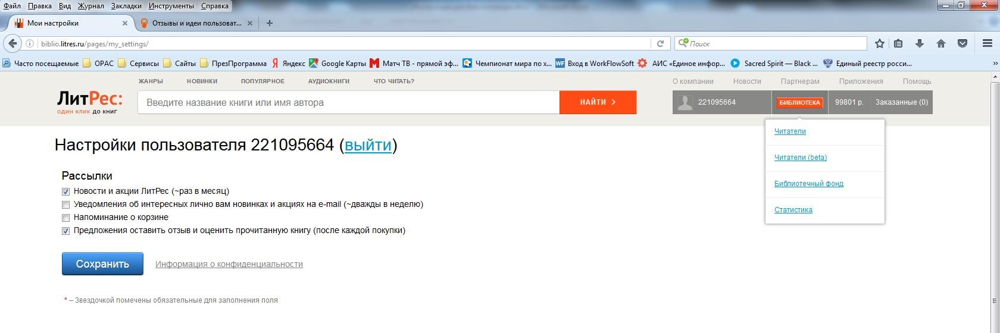 Файл Правка Вид Журнал Закладки Инструменты Справка
Мои настройки
Отзывы и идеи пользоват...
biblio.litres.ru/pages/my_settings/
Поиск
Часто посещаемые OPAC Сервисы Сайты ПрезПрограмма Яндекс Google Карты Матч ТВ - прямой эф... Чемпионат мира по х... Вход в WorkFlowSoft АИС «Единое инфор... Sacred Spirit — Black ... Единый реестр росси...
ЖАНРЫ НОВИНКИ ПОПУЛЯРНОЕ АУДИОКНИГИ ЧТО ЧИТАТЬ?
О компании Новости Партнерам Приложения Помощь
ЛитРес:
один клик до книг
Введите название книги или имя автора
НАЙТИ
221095664 БИБЛИОТЕКА 99801 р. Заказанные (0)
Читатели
Читатели (beta)
Библиотечный фонд
Статистика
Настройки пользователя 221095664 (выйти)
Рассылки
Новости и акции ЛитРес (~раз в месяц)
Уведомления об интересных лично вам новинках и акциях на e-mail (~дважды в неделю)
Напоминание о корзине
Предложения оставить отзыв и оценить прочитанную книгу (после каждой покупки)
Сохранить
Информация о конфиденциальности
* – Звездочкой помечены обязательные для заполнения поля